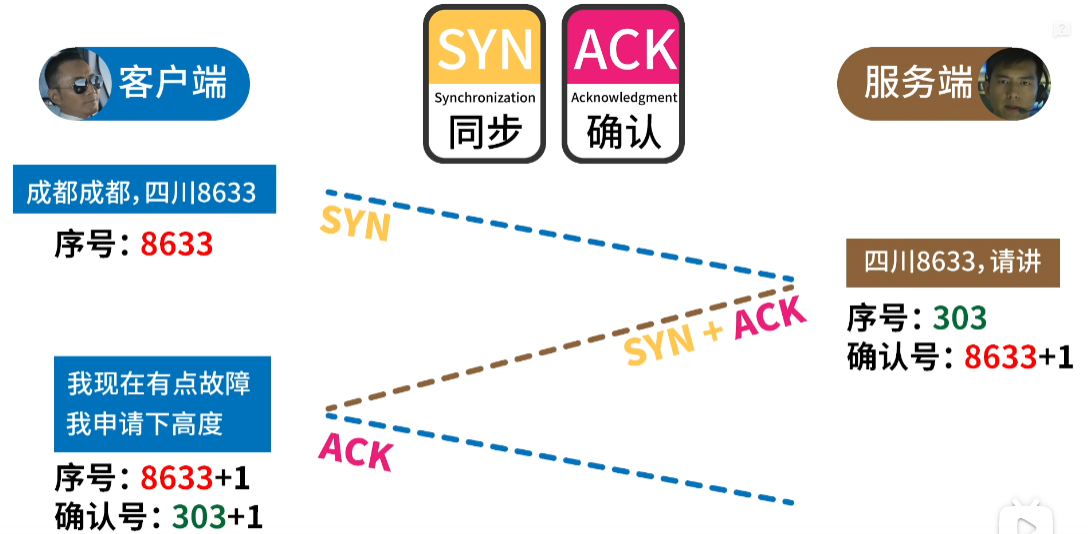 SYN
Synchronization
同步
ACK
Acknowledgment
确认
客户端
服务端
成都成都，四川8633
序号：8633
SYN
四川8633，请讲
序号：303
确认号：8633+1
SYN + ACK
我现在有点故障
我申请下高度
序号：8633+1
确认号：303+1
ACK